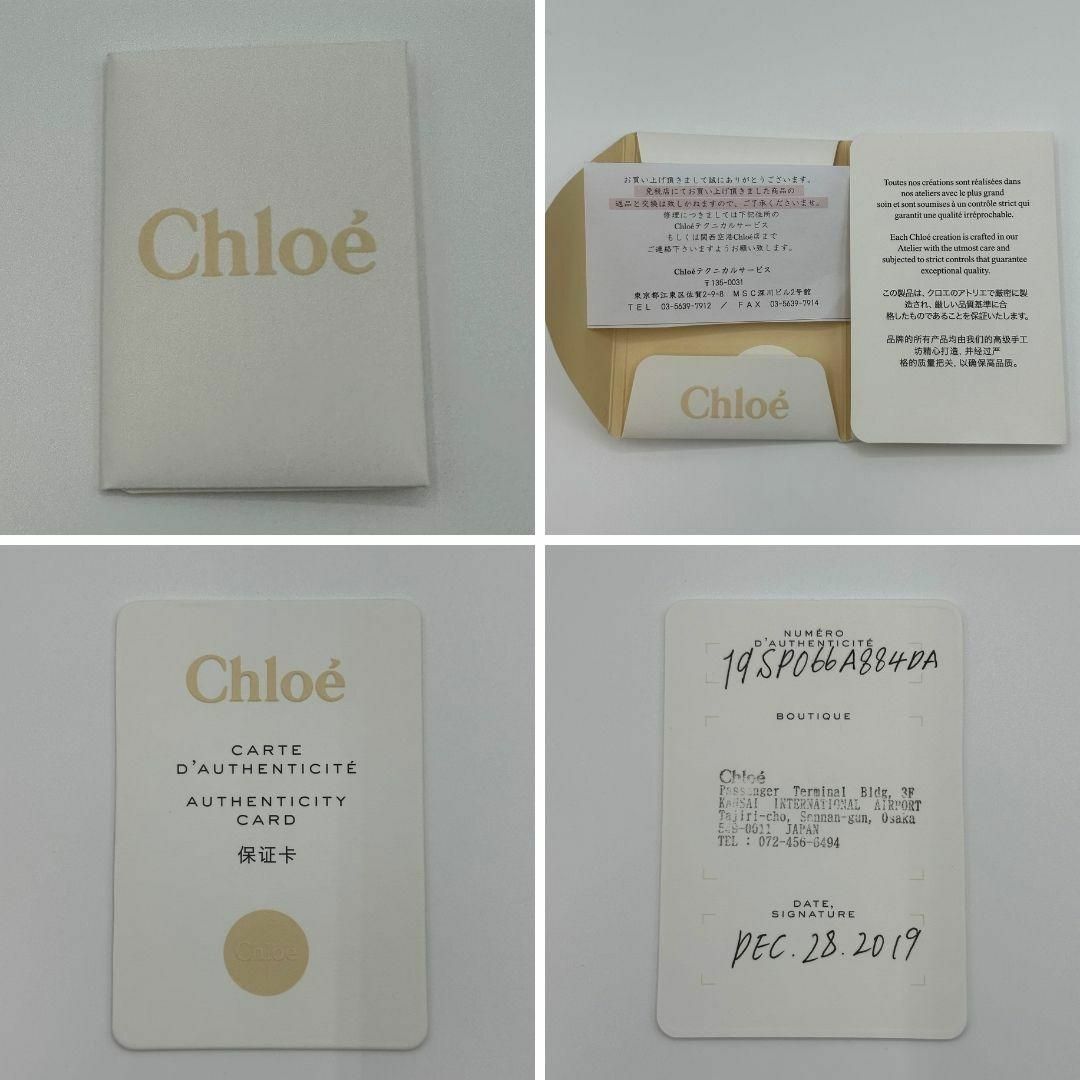 Chloé
お買い上げ頂きまして誠にありがとうございます。
免税店にてお買い上げ頂きました商品の
返品と交換は致しかねますので、ご了承くださいませ。
修理につきましては下記住所の
Chloéテクニカルサービス
もしくは関西空港Chloé店まで
ご連絡下さいますようお願い致します。
Chloéテクニカルサービス
〒135-0031
東京都江東区佐賀2-9-8 MSC深川ビル2号館
TEL 03-5639-7912 / FAX 03-5639-7914
Chloé
Toutes nos créations sont réalisées dans
nos ateliers avec le plus grand
soin et sont soumises à un contrôle strict qui
garantit une qualité irréprochable.
Each Chloé creation is crafted in our
Atelier with the utmost care and
subjected to strict controls that guarantee
exceptional quality.
この製品は、クロエのアトリエで厳密に製
造され、厳しい品質基準に合
格したものであることを保証いたします。
品牌的所有产品均由我们的高级手工
坊精心打造，并经过严
格的质量把关，以确保高品质。
Chloé
CARTE
D'AUTHENTICITÉ
AUTHENTICITY
CARD
保证卡
Chloé
NUMÉRO
D'AUTHENTICITÉ
19SP066A884DA
BOUTIQUE
Chloé
Passenger Terminal Bldg, 3F
KANSAI INTERNATIONAL AIRPORT
Tajiri-cho, Sennan-gun, Osaka
549-0011 JAPAN
TEL : 072-456-6494
DATE,
SIGNATURE
DEC. 28. 2019